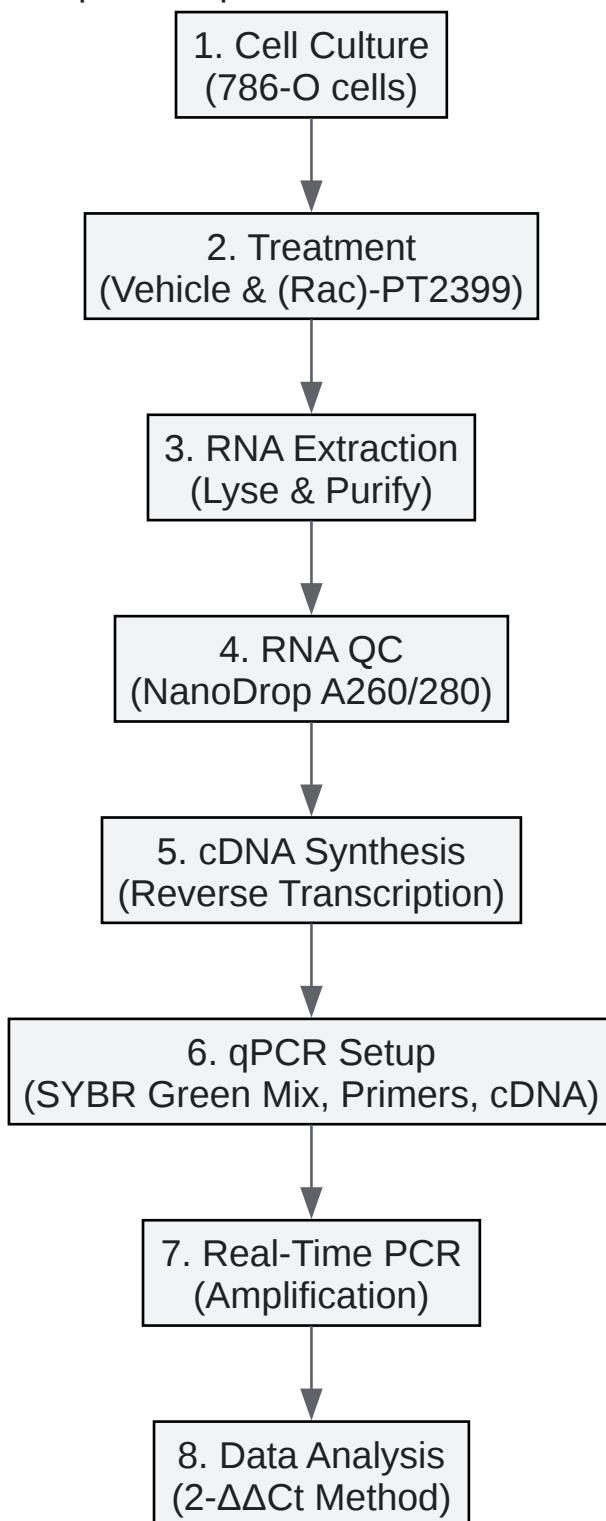 1. Cell Culture
(786-O cells)
2. Treatment
(Vehicle & (Rac)-PT2399)
3. RNA Extraction
(Lyse & Purify)
4. RNA QC
(NanoDrop A260/280)
5. cDNA Synthesis
(Reverse Transcription)
6. qPCR Setup
(SYBR Green Mix, Primers, cDNA)
7. Real-Time PCR
(Amplification)
8. Data Analysis
(2-ΔΔCt Method)